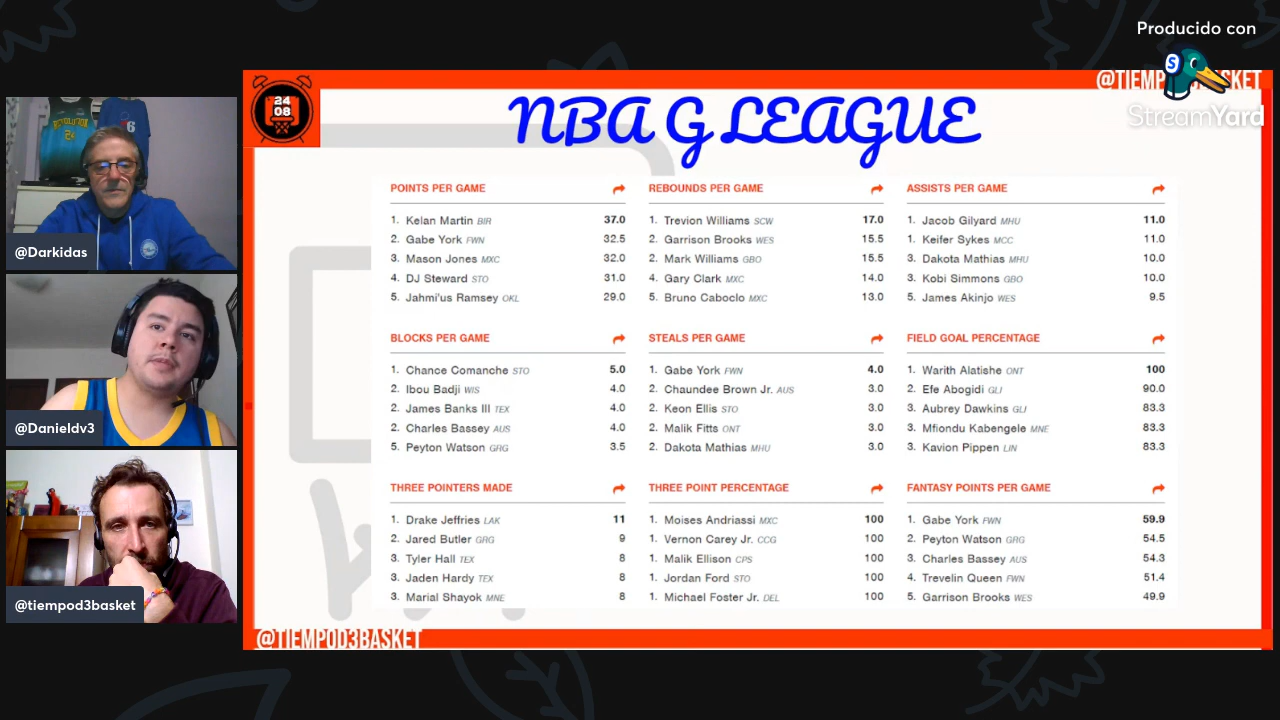 Producido con
StreamYard
@TIEMPOD3BASKET
24
08
NBA G LEAGUE
POINTS PER GAME
1. Kelan Martin BIR 37.0
2. Gabe York FWN 32.5
3. Mason Jones MXC 32.0
4. DJ Steward STO 31.0
5. Jahmi'us Ramsey OKL 29.0
REBOUNDS PER GAME
1. Trevion Williams SCW 17.0
2. Garrison Brooks WES 15.5
2. Mark Williams GBO 15.5
4. Gary Clark MXC 14.0
5. Bruno Caboclo MXC 13.0
ASSISTS PER GAME
1. Jacob Gilyard MHU 11.0
1. Keifer Sykes MCC 11.0
3. Dakota Mathias MHU 10.0
3. Kobi Simmons GBO 10.0
5. James Akinjo WES 9.5
BLOCKS PER GAME
1. Chance Comanche STO 5.0
2. Ibou Badji WIS 4.0
2. James Banks III TEX 4.0
2. Charles Bassey AUS 4.0
5. Peyton Watson GRG 3.5
STEALS PER GAME
1. Gabe York FWN 4.0
2. Chaundee Brown Jr. AUS 3.0
2. Keon Ellis STO 3.0
2. Malik Fitts ONT 3.0
2. Dakota Mathias MHU 3.0
FIELD GOAL PERCENTAGE
1. Warith Alatishe ONT 100
2. Efe Abogidi GLI 90.0
3. Aubrey Dawkins GLI 83.3
3. Mfiondu Kabengele MNE 83.3
3. Kavion Pippen LIN 83.3
THREE POINTERS MADE
1. Drake Jeffries LAK 11
2. Jared Butler GRG 9
3. Tyler Hall TEX 8
3. Jaden Hardy TEX 8
3. Marial Shayok MNE 8
THREE POINT PERCENTAGE
1. Moises Andriassi MXC 100
1. Vernon Carey Jr. CCG 100
1. Malik Ellison CPS 100
1. Jordan Ford STO 100
1. Michael Foster Jr. DEL 100
FANTASY POINTS PER GAME
1. Gabe York FWN 59.9
2. Peyton Watson GRG 54.5
3. Charles Bassey AUS 54.3
4. Trevelin Queen FWN 51.4
5. Garrison Brooks WES 49.9
@TIEMPOD3BASKET
@Darkidas
@Danieldv3
@tiempod3basket